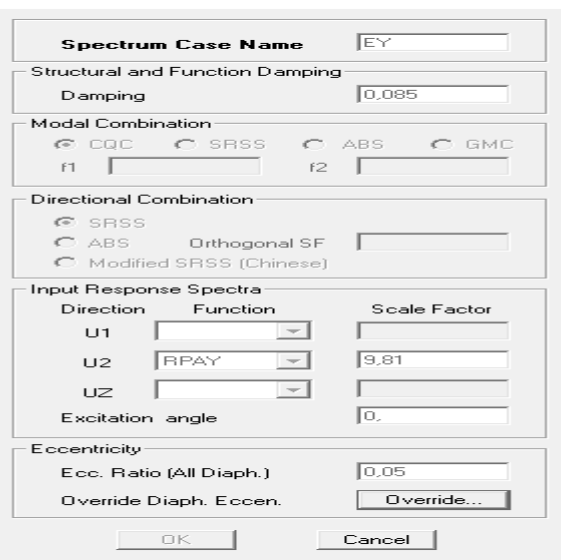 Spectrum Case Name EY
Structural and Function Damping
Damping 0,085
Modal Combination
CQC SRSS ABS GMC
f1 f2
Directional Combination
SRSS
ABS Orthogonal SF
Modified SRSS (Chinese)
Input Response Spectra
Direction Function Scale Factor
U1
U2 RPAY 9,81
UZ
Excitation angle 0,
Eccentricity
Ecc. Ratio (All Diaph.) 0,05
Override Diaph. Eccen. Override...
OK Cancel